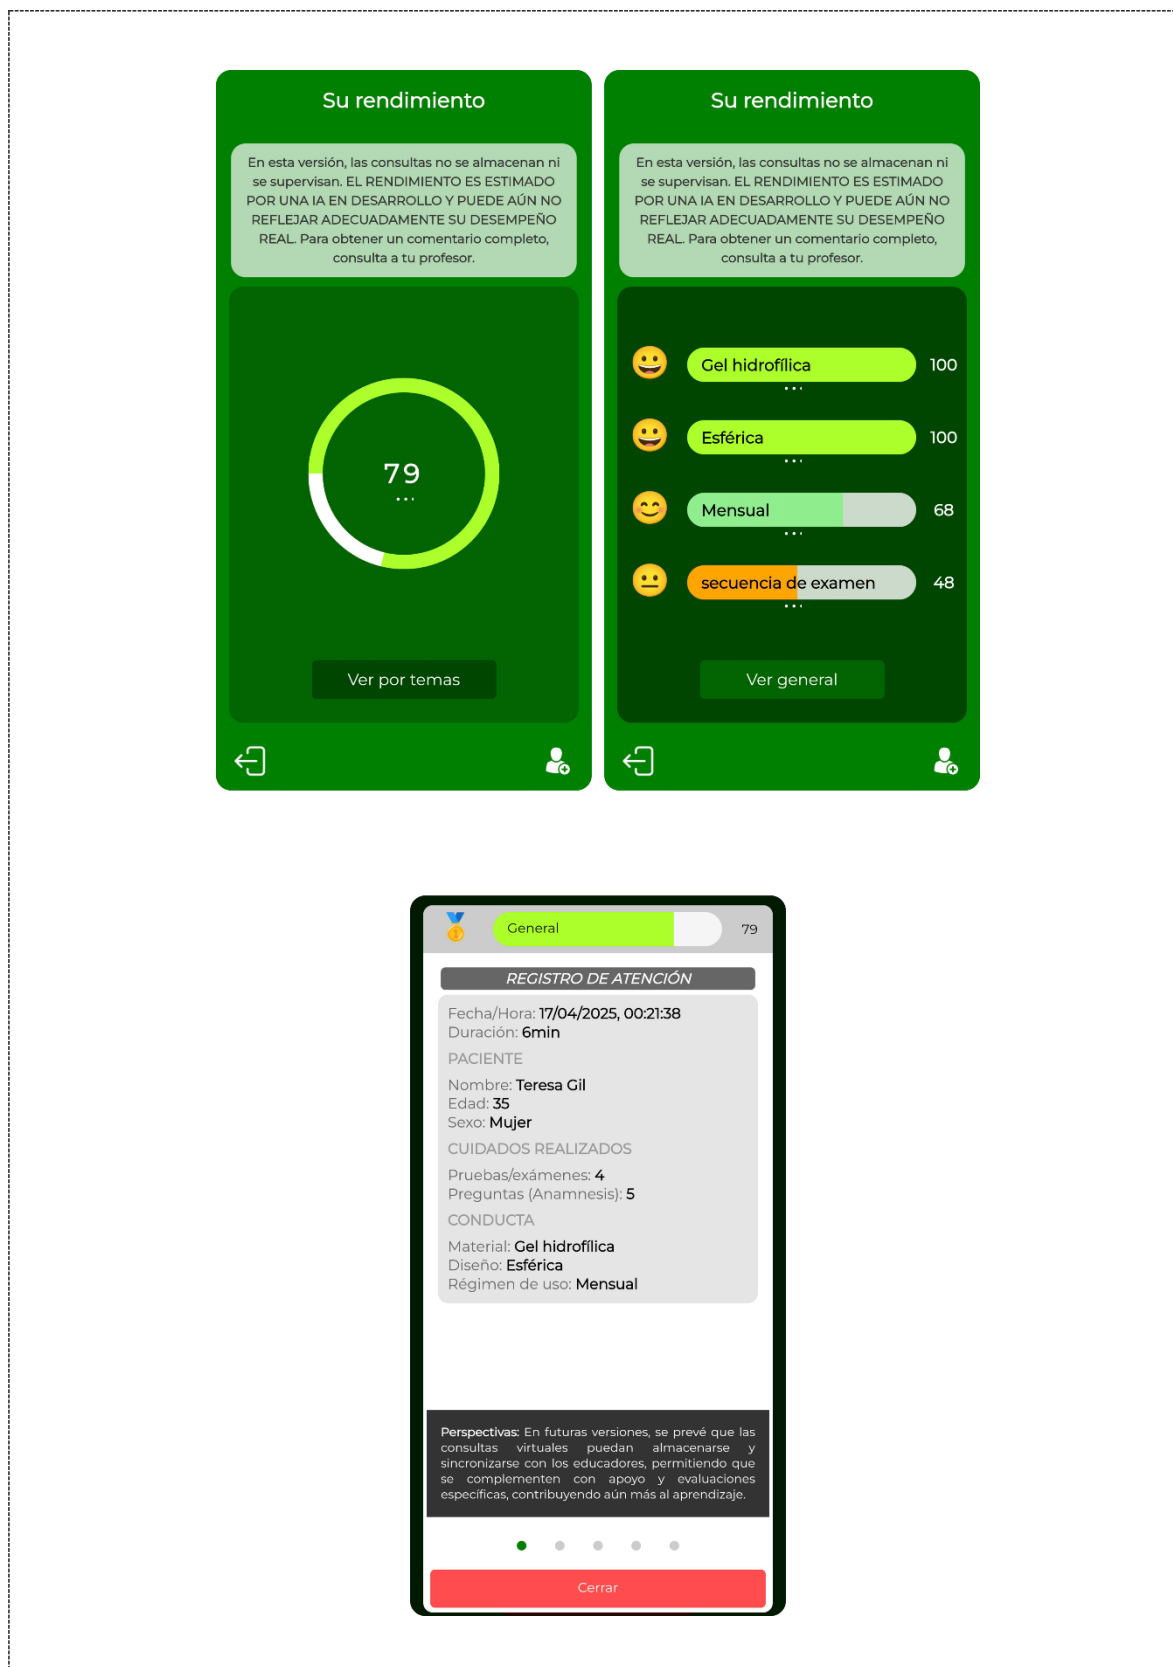 Su rendimiento
En esta versión, las consultas no se almacenan ni
se supervisan. EL RENDIMIENTO ES ESTIMADO
POR UNA IA EN DESARROLLO Y PUEDE AÚN NO
REFLEJAR ADECUADAMENTE SU DESEMPEÑO
REAL. Para obtener un comentario completo,
consulta a tu profesor.
79
Ver por temas
Su rendimiento
En esta versión, las consultas no se almacenan ni
se supervisan. EL RENDIMIENTO ES ESTIMADO
POR UNA IA EN DESARROLLO Y PUEDE AÚN NO
REFLEJAR ADECUADAMENTE SU DESEMPEÑO
REAL. Para obtener un comentario completo,
consulta a tu profesor.
Gel hidrofílica 100
Esférica 100
Mensual 68
secuencia de examen 48
Ver general
General 79
REGISTRO DE ATENCIÓN
Fecha/Hora: 17/04/2025, 00:21:38
Duración: 6min
PACIENTE
Nombre: Teresa Gil
Edad: 35
Sexo: Mujer
CUIDADOS REALIZADOS
Pruebas/exámenes: 4
Preguntas (Anamnesis): 5
CONDUCTA
Material: Gel hidrofílica
Diseño: Esférica
Régimen de uso: Mensual
Perspectivas: En futuras versiones, se prevé que las
consultas virtuales puedan almacenarse y
sincronizarse con los educadores, permitiendo que
se complementen con apoyo y evaluaciones
específicas, contribuyendo aún más al aprendizaje.
Cerrar